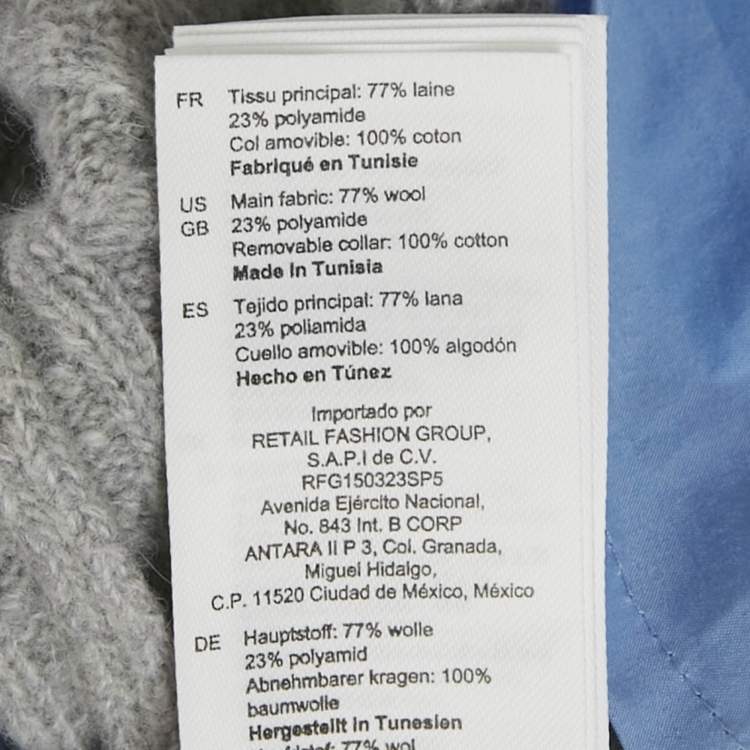 FR Tissu principal: 77% laine
23% polyamide
Col amovible: 100% coton
Fabriqué en Tunisie
US Main fabric: 77% wool
GB 23% polyamide
Removable collar: 100% cotton
Made in Tunisia
ES Tejido principal: 77% lana
23% poliamida
Cuello amovible: 100% algodón
Hecho en Túnez
Importado por
RETAIL FASHION GROUP,
S.A.P.I de C.V.
RFG150323SP5
Avenida Ejército Nacional,
No. 843 Int. B CORP
ANTARA II P 3, Col. Granada,
Miguel Hidalgo,
C.P. 11520 Ciudad de México, México
DE Hauptstoff: 77% wolle
23% polyamid
Abnehmbarer kragen: 100%
baumwolle
Hergestellt in Tunesien
77% wol